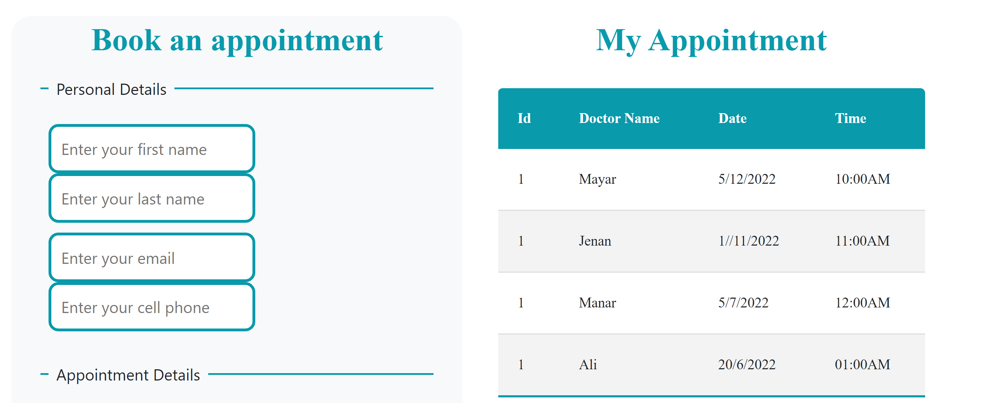 Book an appointment
Personal Details
Enter your first name
Enter your last name
Enter your email
Enter your cell phone
Appointment Details
My Appointment
Id Doctor Name Date Time
1 Mayar 5/12/2022 10:00AM
1 Jenan 1//11/2022 11:00AM
1 Manar 5/7/2022 12:00AM
1 Ali 20/6/2022 01:00AM